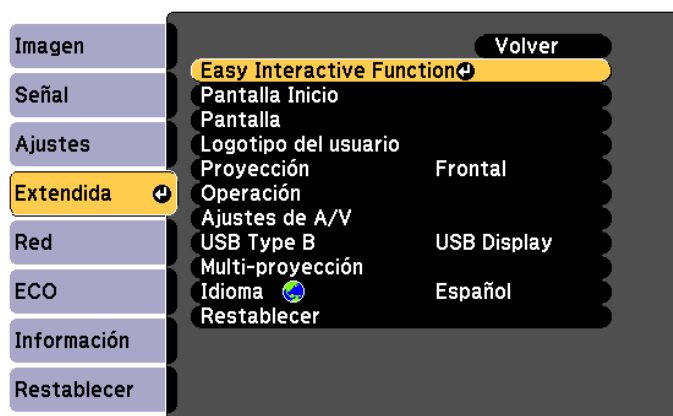 Imagen
Señal
Ajustes
Extendida
Red
ECO
Información
Restablecer
Volver
Easy Interactive Function
Pantalla Inicio
Pantalla
Logotipo del usuario
Proyección Frontal
Operación
Ajustes de A/V
USB Type B USB Display
Multi-proyección
Idioma Español
Restablecer